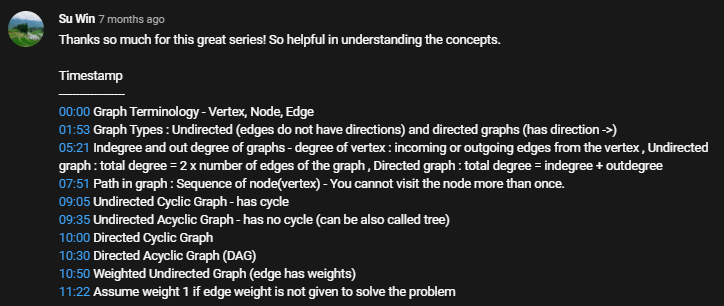 Su Win 7 months ago
Thanks so much for this great series! So helpful in understanding the concepts.
Timestamp
--------------------
00:00 Graph Terminology - Vertex, Node, Edge
01:53 Graph Types : Undirected (edges do not have directions) and directed graphs (has direction ->)
05:21 Indegree and out degree of graphs - degree of vertex : incoming or outgoing edges from the vertex , Undirected
graph : total degree = 2 x number of edges of the graph , Directed graph : total degree = indegree + outdegree
07:51 Path in graph : Sequence of node(vertex) - You cannot visit the node more than once.
09:05 Undirected Cyclic Graph - has cycle
09:35 Undirected Acyclic Graph - has no cycle (can be also called tree)
10:00 Directed Cyclic Graph
10:30 Directed Acyclic Graph (DAG)
10:50 Weighted Undirected Graph (edge has weights)
11:22 Assume weight 1 if edge weight is not given to solve the problem